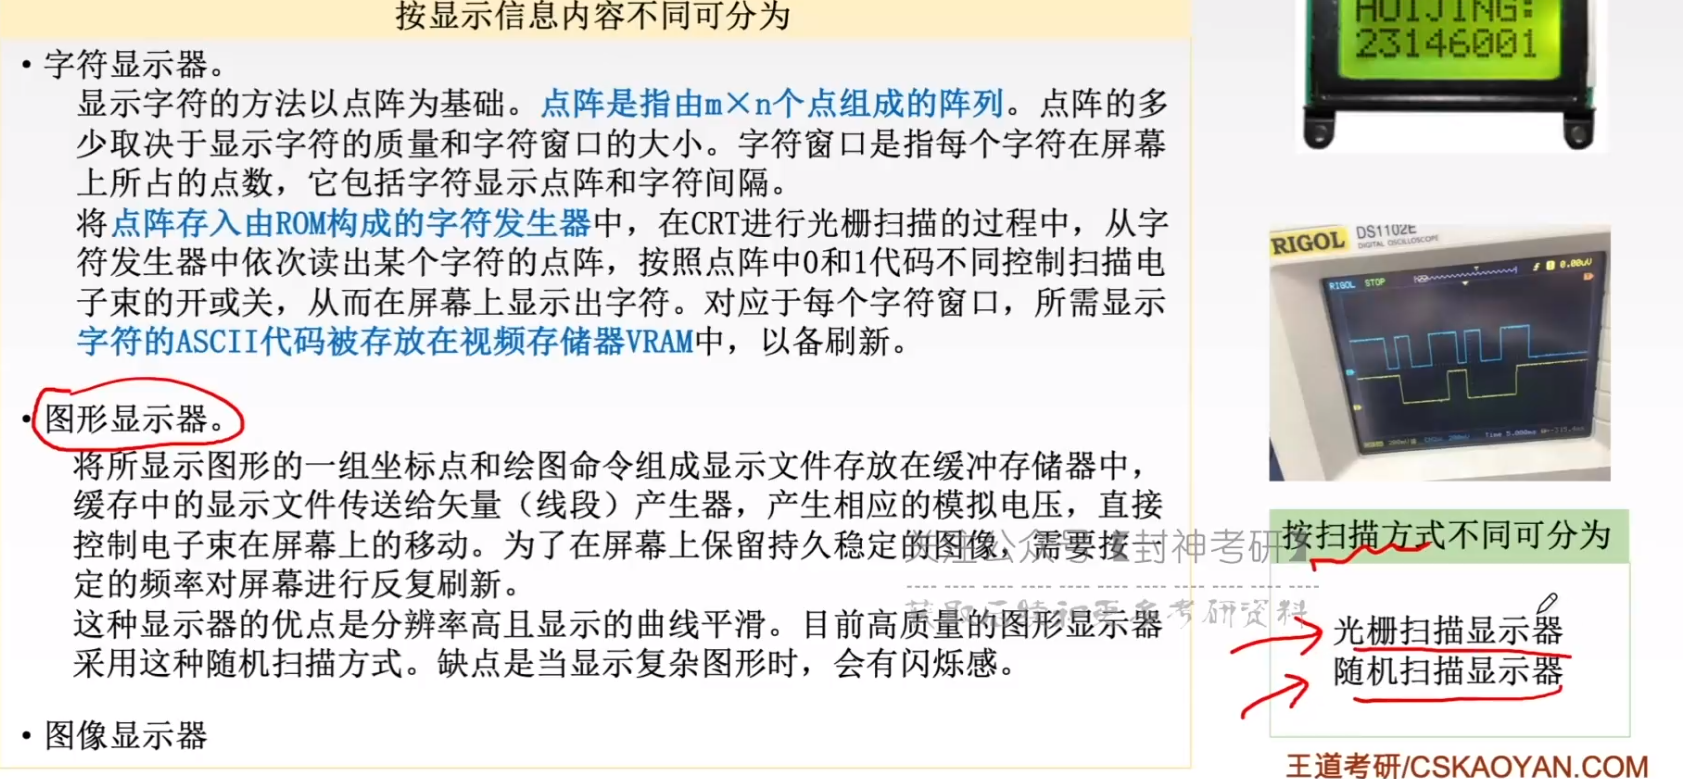 按显示信息内容不同可分为
• 字符显示器。
显示字符的方法以点阵为基础。点阵是指由m×n个点组成的阵列。点阵的多
少取决于显示字符的质量和字符窗口的大小。字符窗口是指每个字符在屏幕
上所占的点数，它包括字符显示点阵和字符间隔。
将点阵存入由ROM构成的字符发生器中，在CRT进行光栅扫描的过程中，从字
符发生器中依次读出某个字符的点阵，按照点阵中0和1代码不同控制扫描电
子束的开或关，从而在屏幕上显示出字符。对应于每个字符窗口，所需显示
字符的ASCII代码被存放在视频存储器VRAM中，以备刷新。
• 图形显示器。
将所显示图形的一组坐标点和绘图命令组成显示文件存放在缓冲存储器中，
缓存中的显示文件传送给矢量（线段）产生器，产生相应的模拟电压，直接
控制电子束在屏幕上的移动。为了在屏幕上保留持久稳定的图像，需要按一
定的频率对屏幕进行反复刷新。
这种显示器的优点是分辨率高且显示的曲线平滑。目前高质量的图形显示器
采用这种随机扫描方式。缺点是当显示复杂图形时，会有闪烁感。
• 图像显示器
HUIJING:
23146001
RIGOL DS1102E
DIGITAL OSCILLOSCOPE
RIGOL STOP 0.00uV
关注公众号【封神考研】
按扫描方式不同可分为
光栅扫描显示器
随机扫描显示器
王道考研/CSKAOYAN.COM